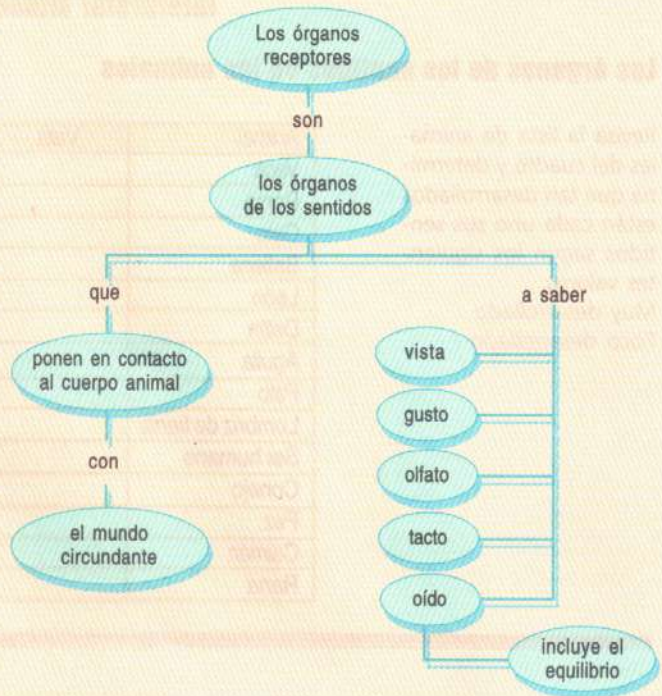 Los órganos
receptores
son
los órganos
de los sentidos
que
ponen en contacto
al cuerpo animal
con
el mundo
circundante
a saber
vista
gusto
olfato
tacto
oído
incluye el
equilibrio